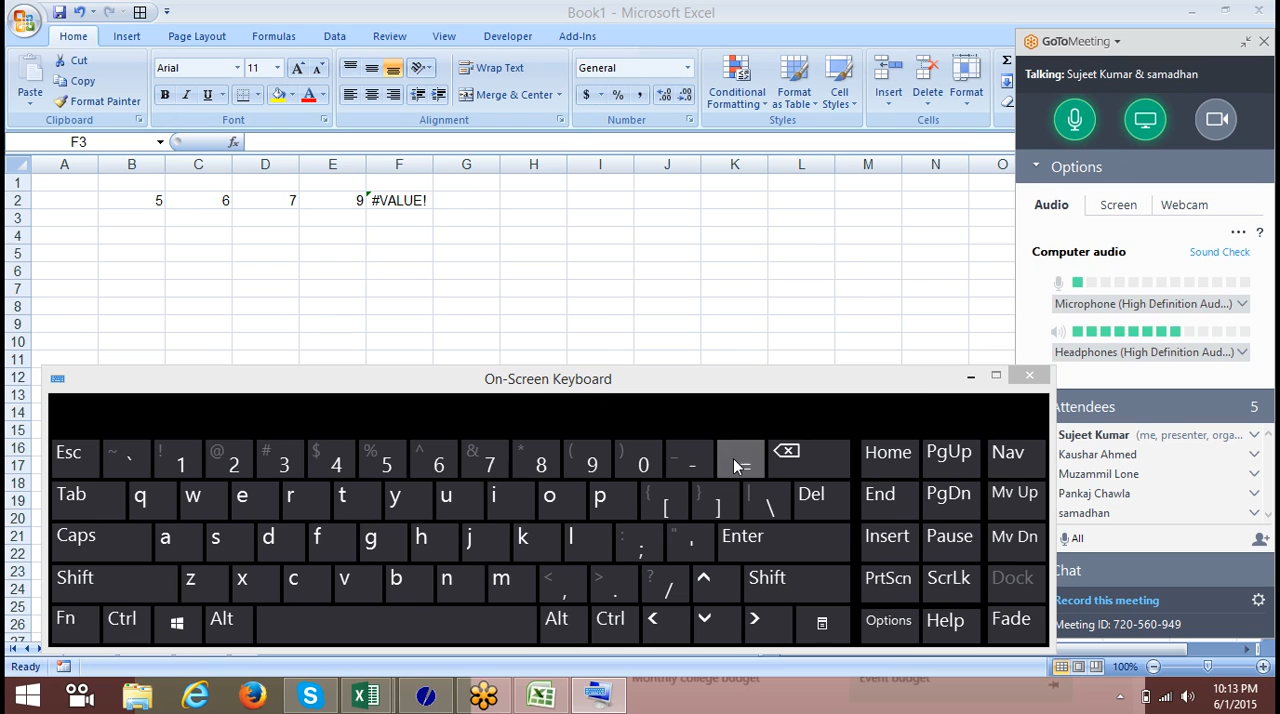 Book1 - Microsoft Excel
Home Insert Page Layout Formulas Data Review View Developer Add-Ins
GoToMeeting
Talking: Sujeet Kumar & samadhan
Paste Cut Copy Format Painter
Arial 11
B I U
Wrap Text
Merge & Center
General
$ % ,
Conditional Formatting Format as Table Cell Styles
Insert Delete Format
Clipboard Font Alignment Number Styles Cells
Options
F3 fx
A B C D E F G H I J K L M N O
1
2 5 6 7 9 #VALUE!
3
4
5
6
7
8
9
10
11
12
13
14
15
16
17
18
19
20
21
22
23
24
25
26
27
Audio Screen Webcam
... ?
Computer audio Sound Check
Microphone (High Definition Aud...)
Headphones (High Definition Aud...)
Attendees 5
Sujeet Kumar (me, presenter, orga...
Kaushar Ahmed
Muzammil Lone
Pankaj Chawla
samadhan
All
Chat
Record this meeting
Meeting ID: 720-560-949
On-Screen Keyboard
Esc ~ ` ! 1 @ 2 # 3 $ 4 % 5 ^ 6 & 7 * 8 ( 9 ) 0 _ - = Home PgUp Nav
Tab q w e r t y u i o p { [ } ] | \ Del End PgDn Mv Up
Caps a s d f g h j k l : ; " ' Enter Insert Pause Mv Dn
Shift z x c v b n m < , > . ? / Shift PrtScn ScrLk Dock
Fn Ctrl Alt Alt Ctrl Options Help Fade
Ready 100%
Monthly college budget Event budget
10:13 PM
6/1/2015